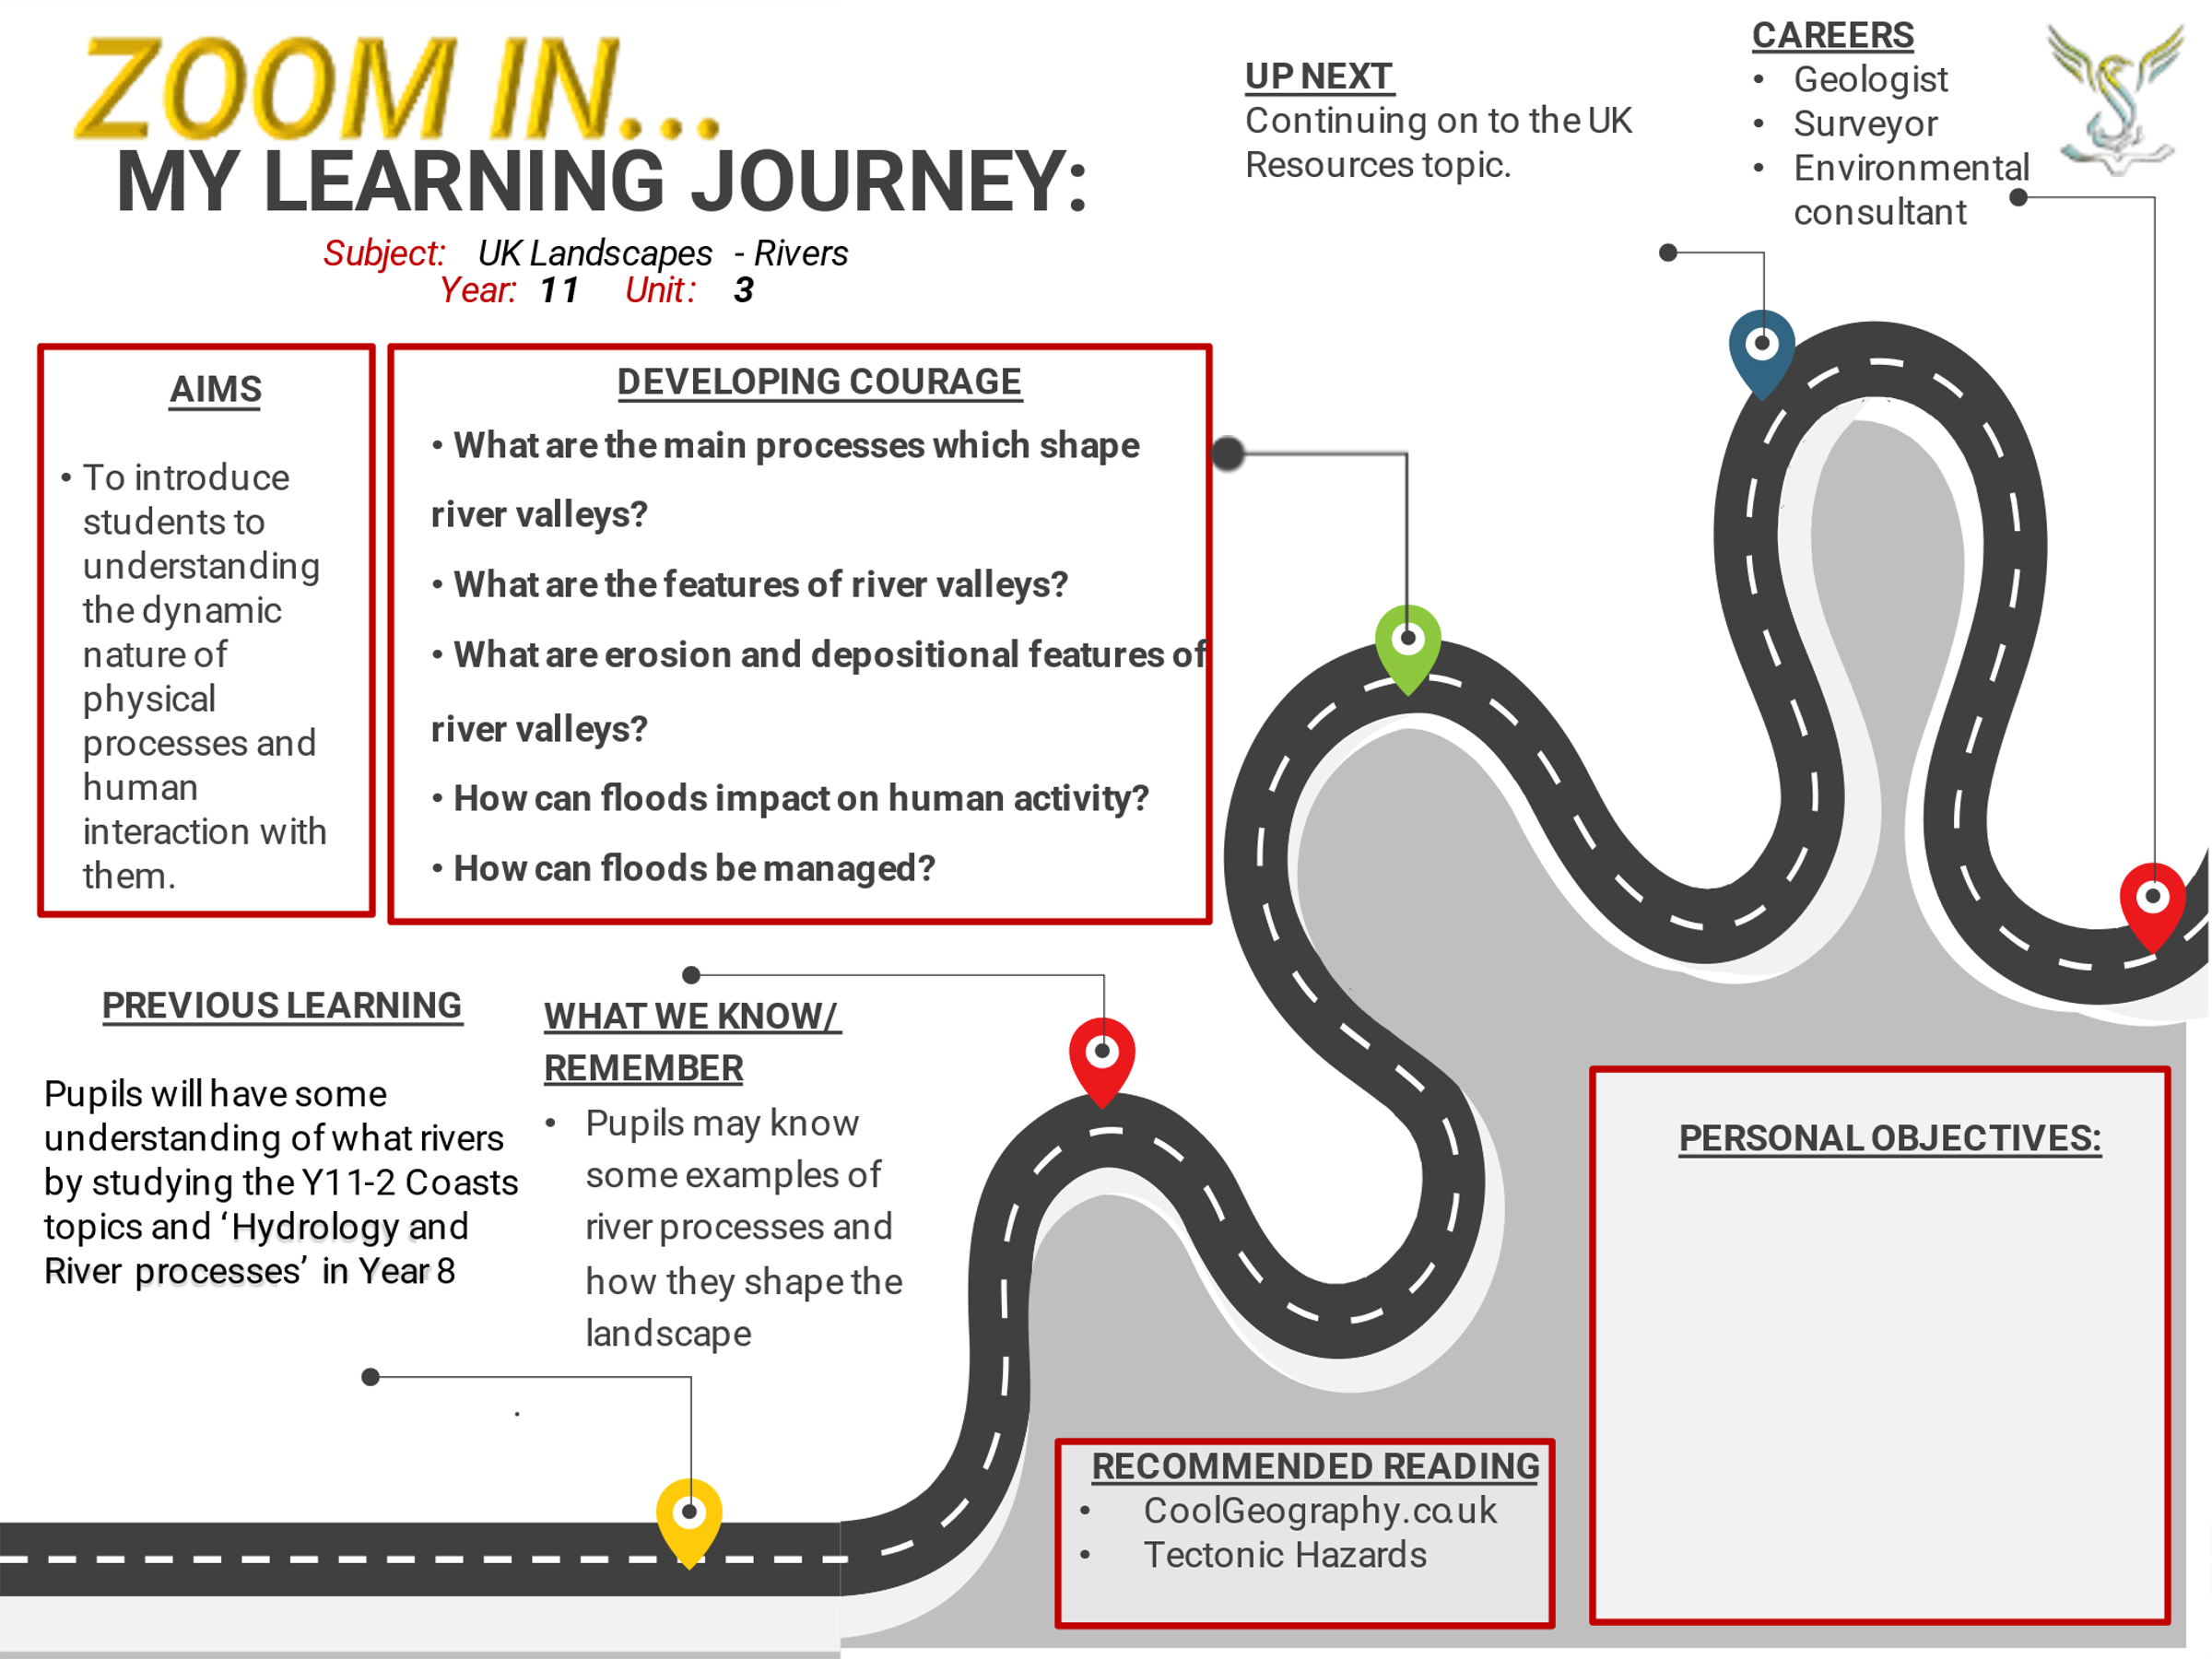 ZOOM IN...
MY LEARNING JOURNEY:
Subject: UK Landscapes - Rivers
Year: 11 Unit: 3
UP NEXT
Continuing on to the UK
Resources topic.
CAREERS
• Geologist
• Surveyor
• Environmental
consultant
AIMS
• To introduce
students to
understanding
the dynamic
nature of
physical
processes and
human
interaction with
them.
DEVELOPING COURAGE
• What are the main processes which shape
river valleys?
• What are the features of river valleys?
• What are erosion and depositional features of
river valleys?
• How can floods impact on human activity?
• How can floods be managed?
PREVIOUS LEARNING
Pupils will have some
understanding of what rivers
by studying the Y11-2 Coasts
topics and ‘Hydrology and
River processes’ in Year 8
WHAT WE KNOW/
REMEMBER
• Pupils may know
some examples of
river processes and
how they shape the
landscape
.
RECOMMENDED READING
• CoolGeography.co.uk
• Tectonic Hazards
PERSONAL OBJECTIVES: